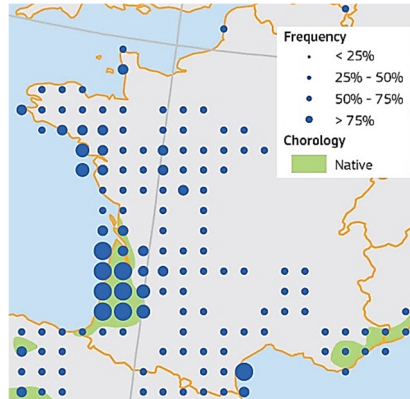 Frequency
< 25%
25% - 50%
50% - 75%
> 75%
Chorology
Native